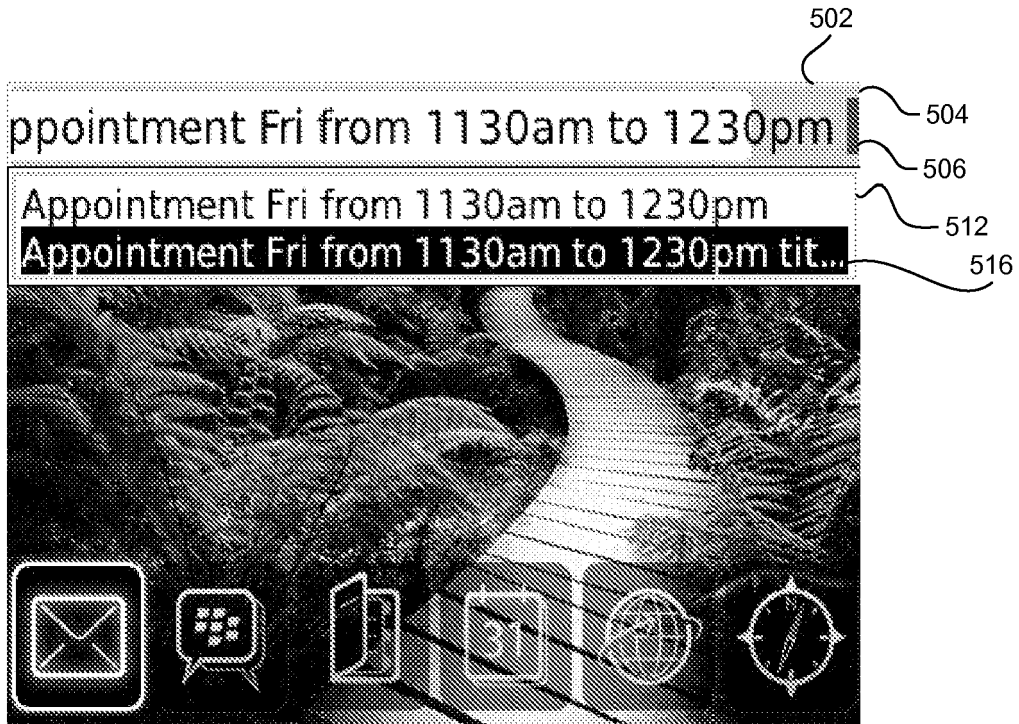 502
ppointment Fri from 1130am to 1230pm
504
506
Appointment Fri from 1130am to 1230pm
512
Appointment Fri from 1130am to 1230pm tit...
516
31
N